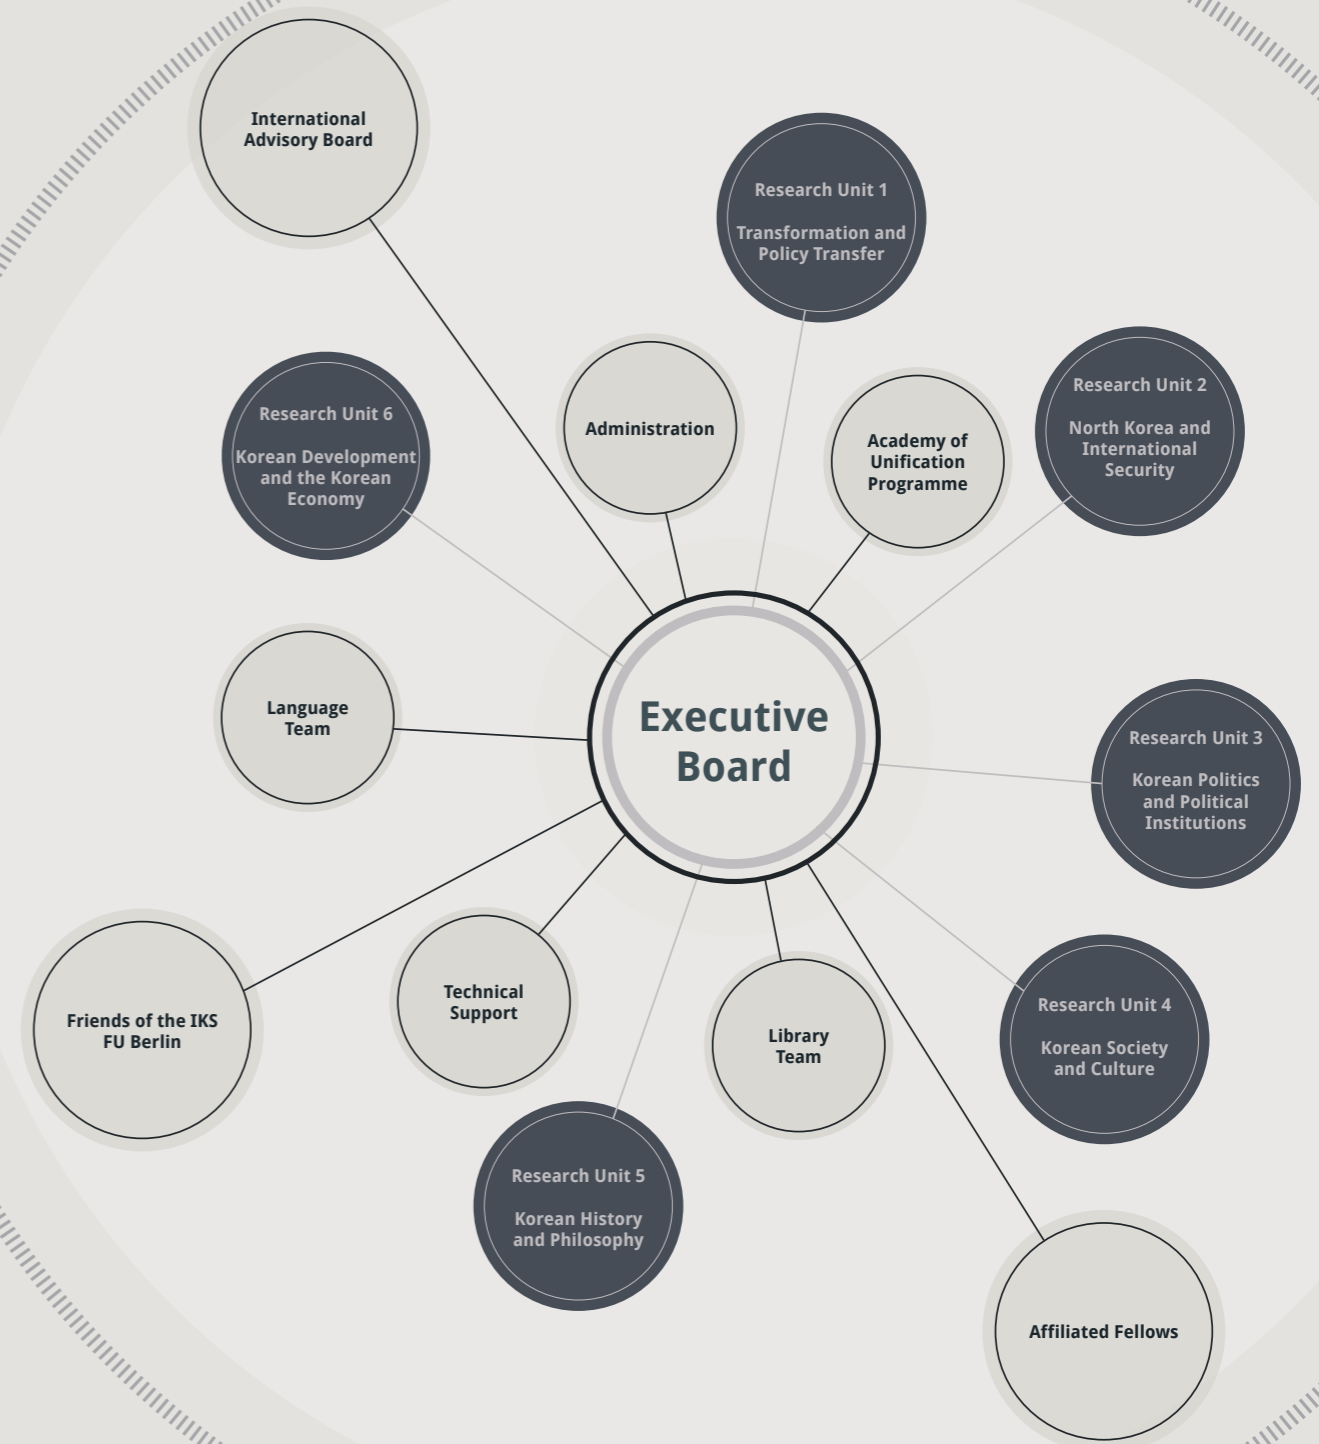 International
Advisory Board
Research Unit 1
Transformation and
Policy Transfer
Research Unit 2
North Korea and
International
Security
Research Unit 6
Korean Development
and the Korean
Economy
Administration
Academy of
Unification
Programme
Language
Team
Executive
Board
Research Unit 3
Korean Politics
and Political
Institutions
Friends of the IKS
FU Berlin
Technical
Support
Library
Team
Research Unit 4
Korean Society
and Culture
Research Unit 5
Korean History
and Philosophy
Affiliated Fellows